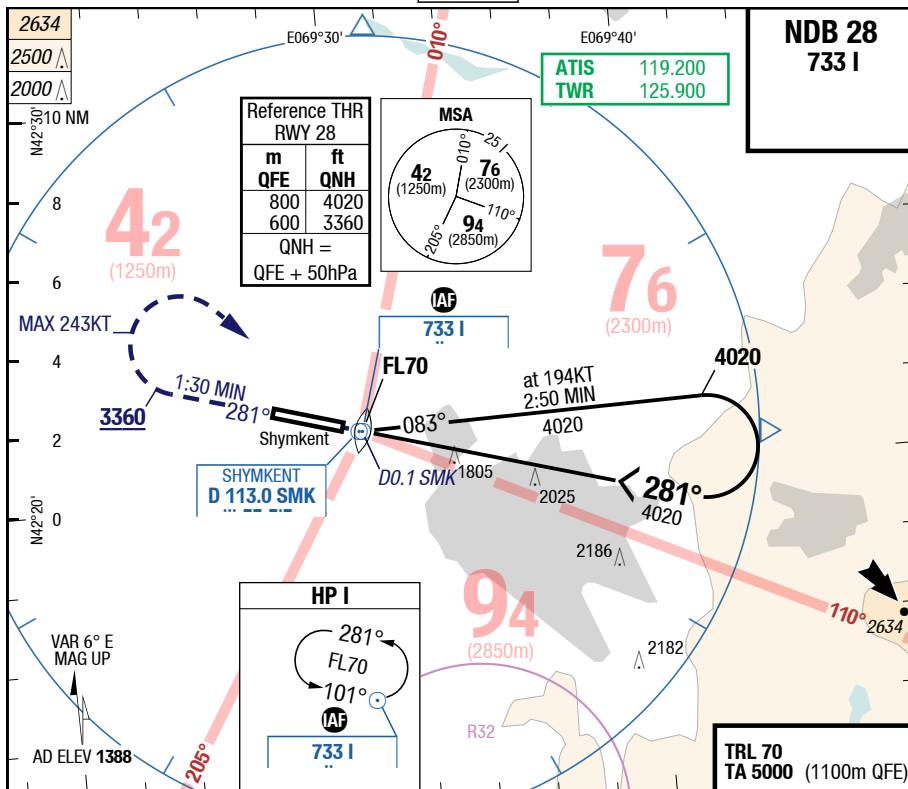 2634
2500
2000
E069°30'
010°
E069°40'
ATIS 119.200
TWR 125.900
NDB 28
733 I
N42°30'
10 NM
Reference THR
RWY 28
m ft
QFE QNH
800 4020
600 3360
QNH =
QFE + 50hPa
MSA
25 I
010°
42
(1250m)
76
(2300m)
110°
94
(2850m)
205°
8
42
(1250m)
6
76
(2300m)
IAF
733 I
MAX 243KT
4
FL70
4020
at 194KT
2:50 MIN
4020
1:30 MIN
281°
3360
083°
Shymkent
2
D0.1 SMK
1805
SHYMKENT
D 113.0 SMK
2025
281°
4020
N42°20'
0
2186
HP I
281°
FL70
101°
IAF
733 I
94
(2850m)
110°
2634
2182
VAR 6° E
MAG UP
R32
AD ELEV 1388
205°
TRL 70
TA 5000 (1100m QFE)